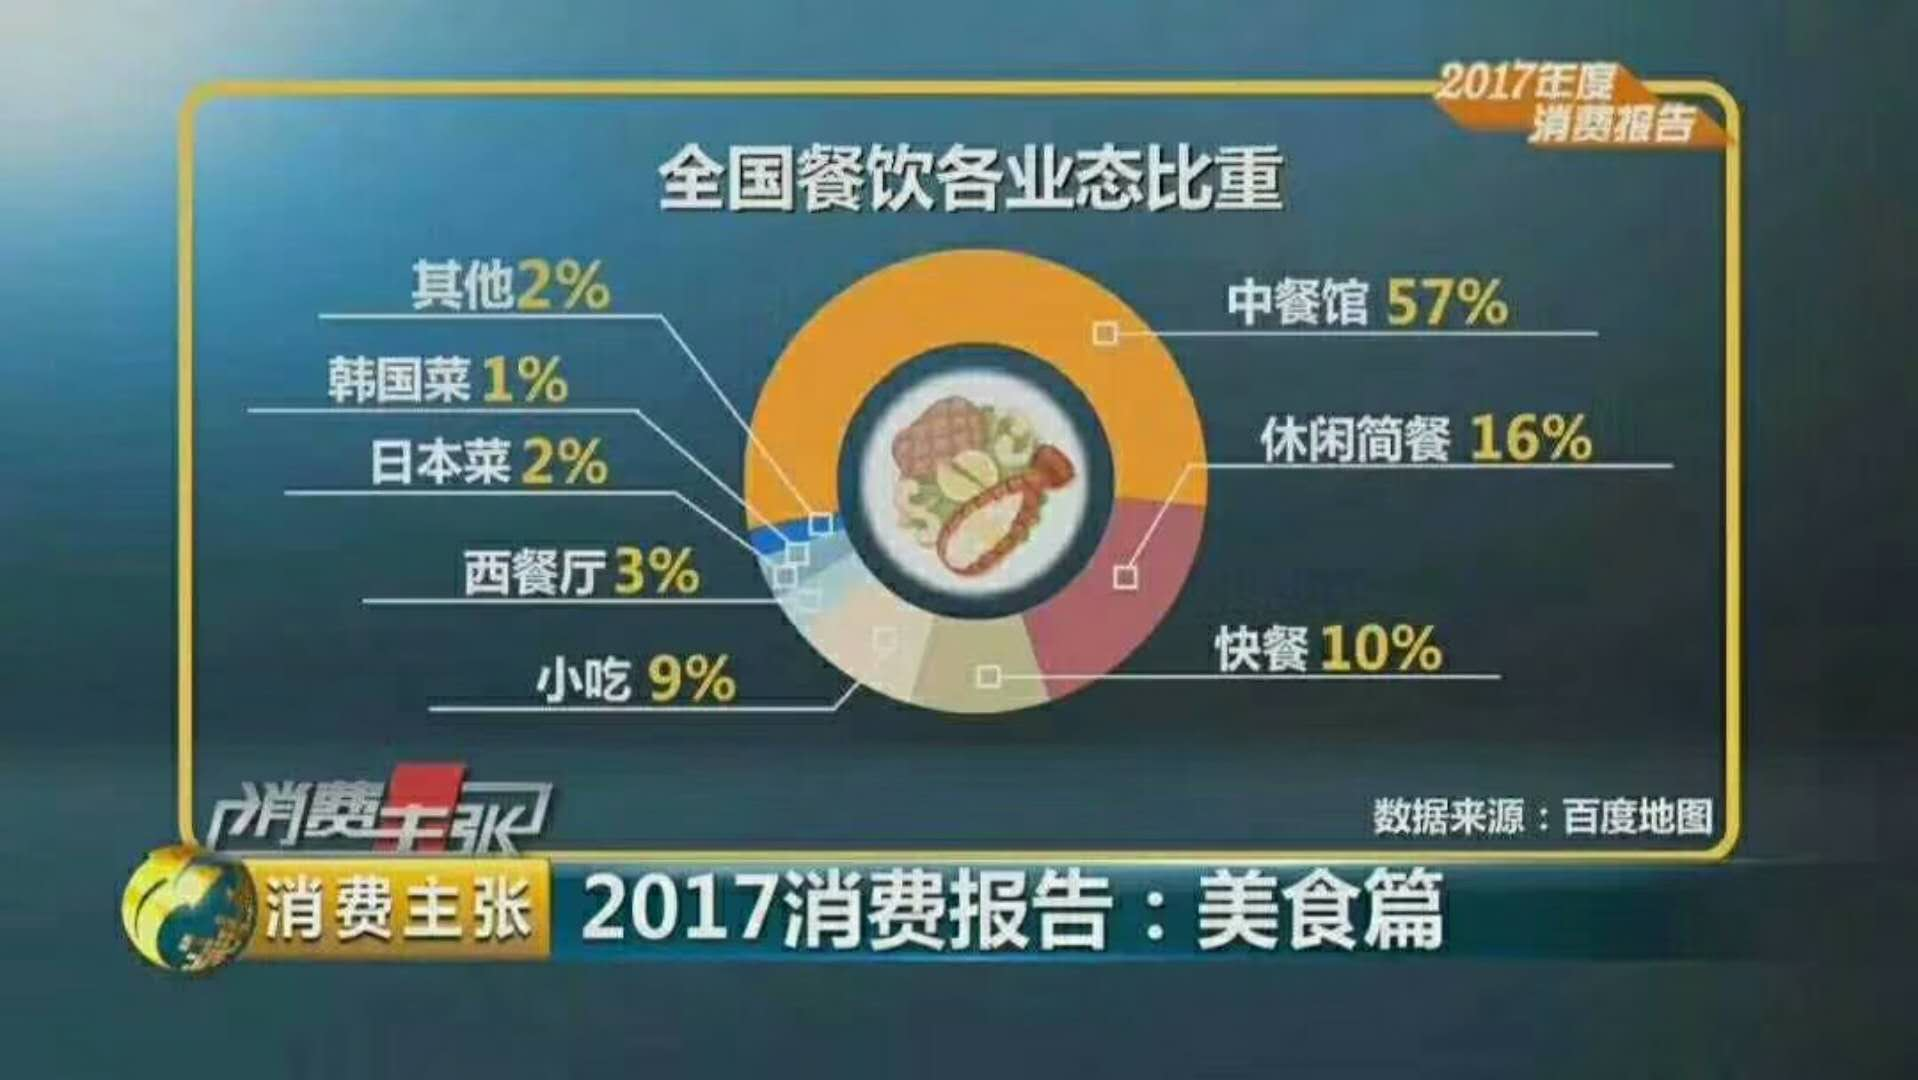 2017年度
消费报告
全国餐饮各业态比重
其他2%
中餐馆 57%
韩国菜 1%
休闲简餐 16%
日本菜 2%
西餐厅 3%
快餐 10%
小吃 9%
消费主张
数据来源：百度地图
消费主张
2017消费报告：美食篇